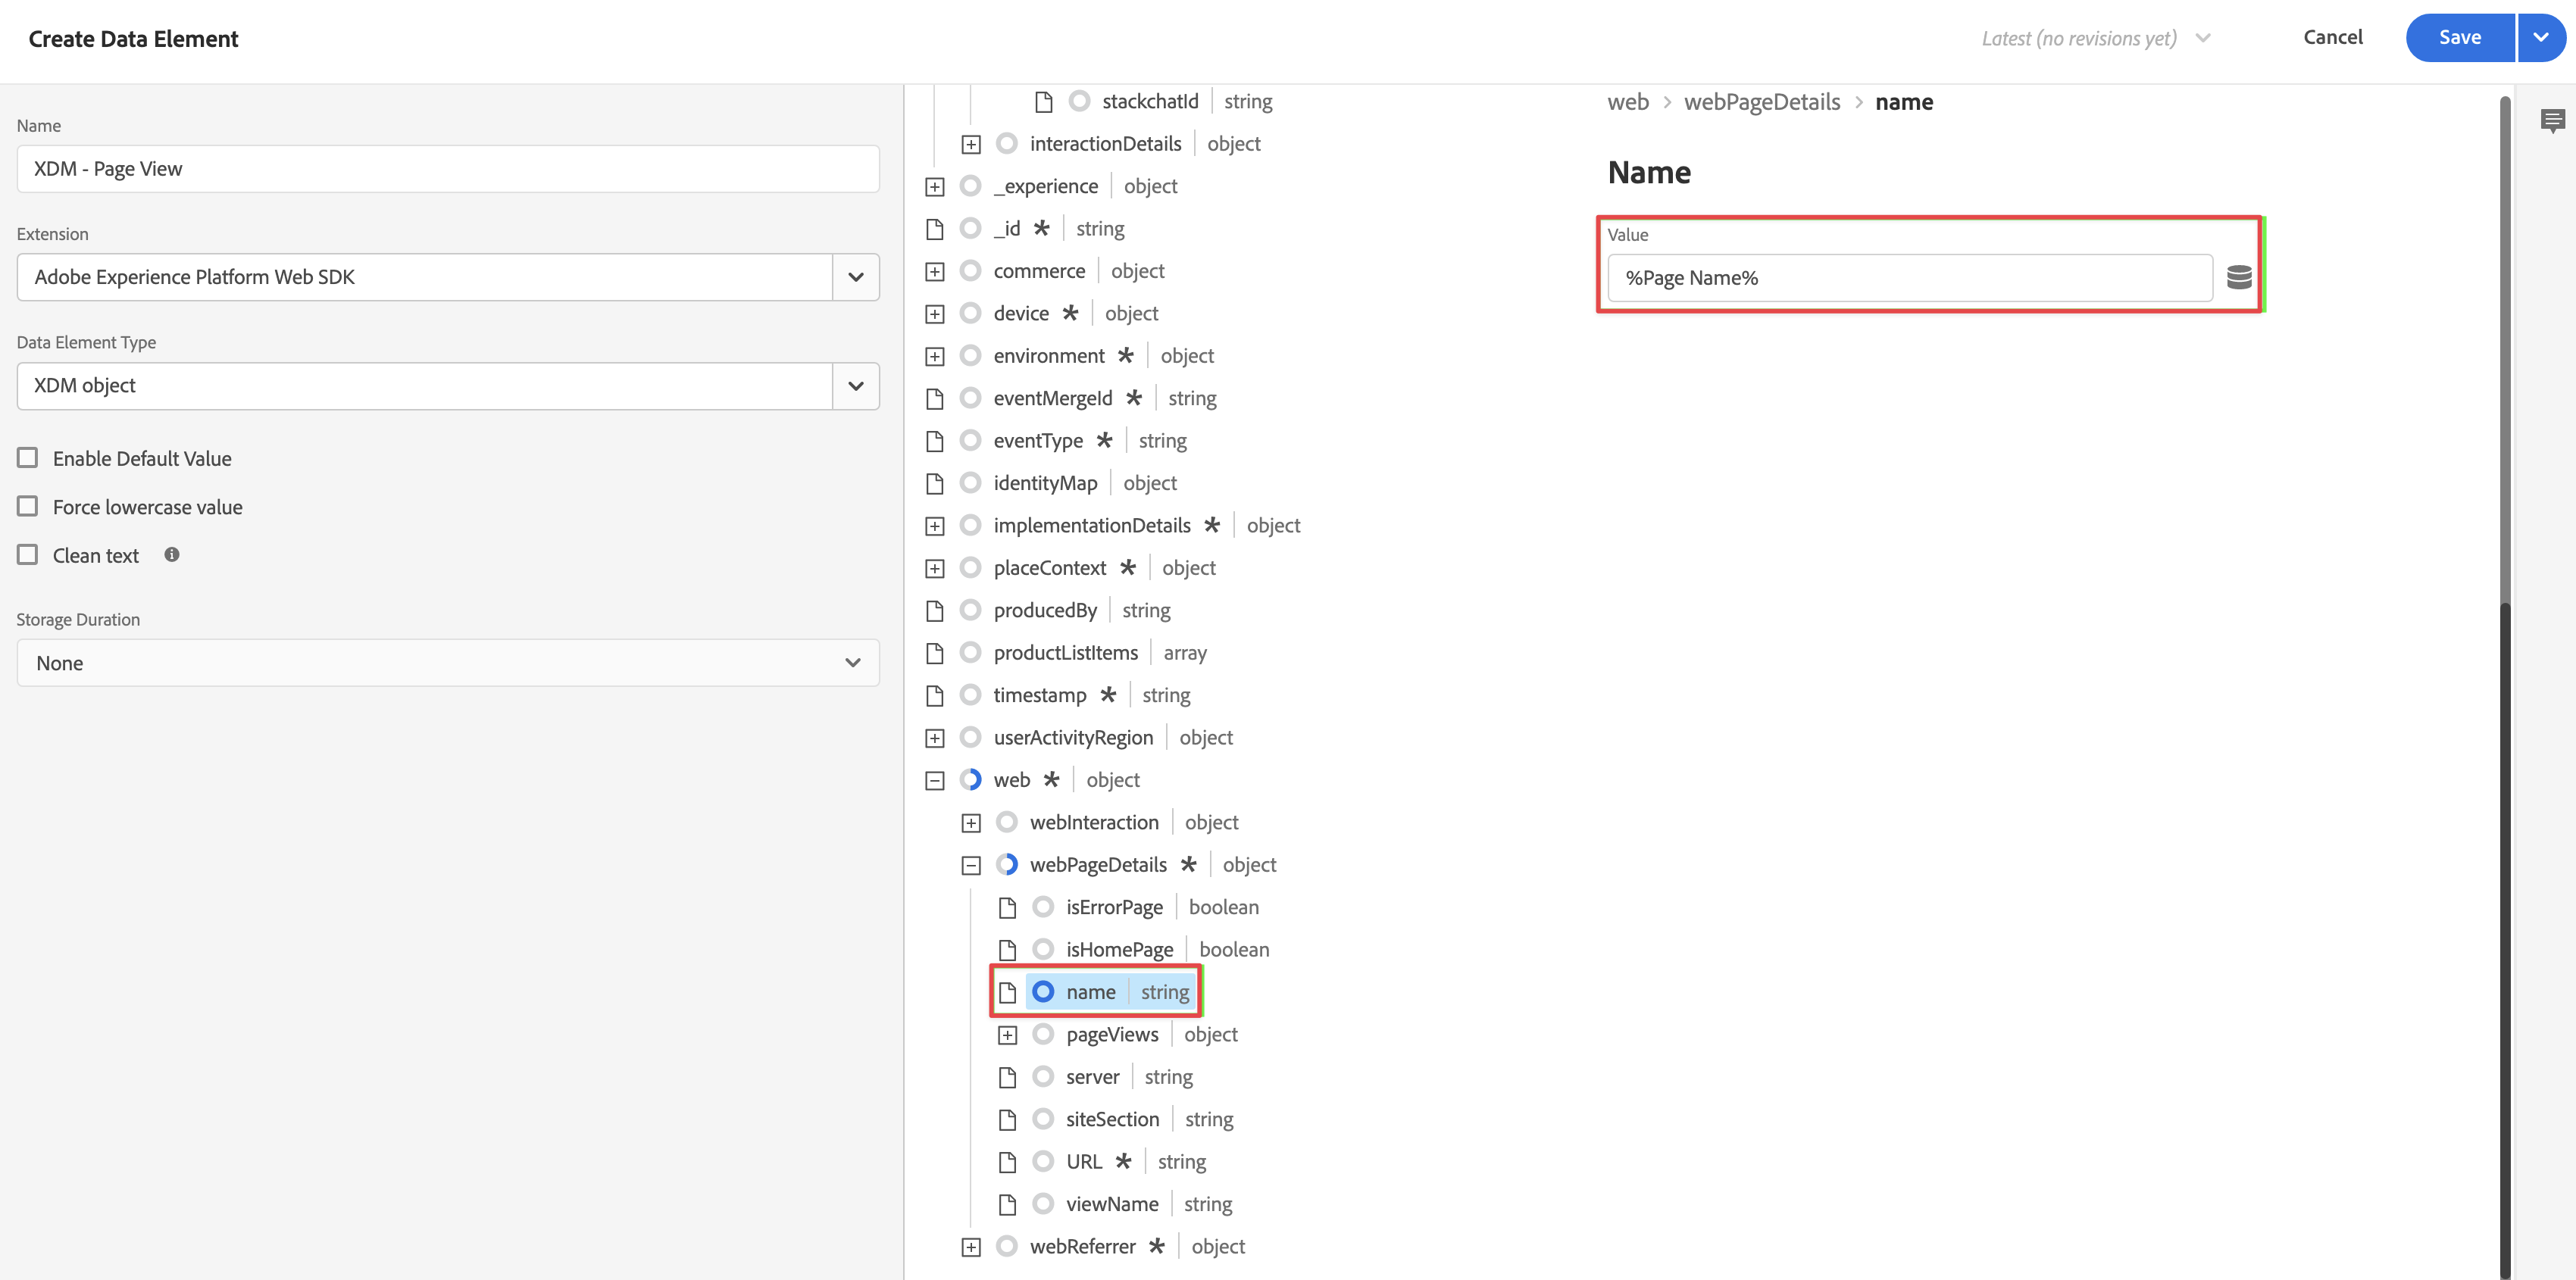 Create Data Element
Latest (no revisions yet)
Cancel
Save
Name
XDM - Page View
Extension
Adobe Experience Platform Web SDK
Data Element Type
XDM object
Enable Default Value
Force lowercase value
Clean text
Storage Duration
None
stackchatId string
interactionDetails object
_experience object
_id * string
commerce object
device * object
environment * object
eventMergeId * string
eventType * string
identityMap object
implementationDetails * object
placeContext * object
producedBy string
productListItems array
timestamp * string
userActivityRegion object
web * object
webInteraction object
webPageDetails * object
isErrorPage boolean
isHomePage boolean
name string
pageViews object
server string
siteSection string
URL * string
viewName string
webReferrer * object
web > webPageDetails > name
Name
Value
%Page Name%